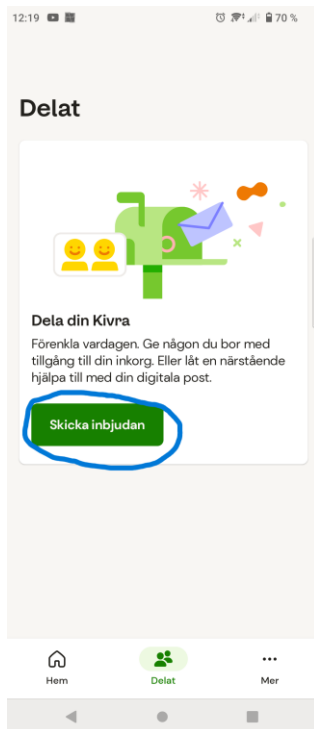 12:19
70 %
Delat
Dela din Kivra
Förenkla vardagen. Ge någon du bor med
tillgång till din inkorg. Eller låt en närstående
hjälpa till med din digitala post.
Skicka inbjudan
Hem
Delat
Mer